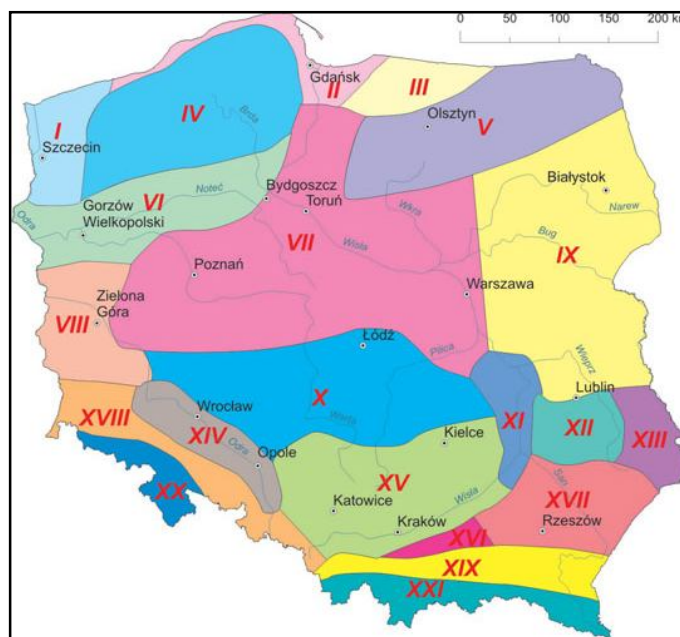 0 50 100 150 200 km
Gdańsk
II
III
I
IV
Brda
Olsztyn
V
Szczecin
Białystok
VI
Noteć
Bydgoszcz
Toruń
Wkra
Narew
Odra
Gorzów
Wielkopolski
VII
Wisła
Bug
IX
Poznań
Warszawa
Zielona
Góra
VIII
Łódź
Pilica
Wieprz
Lublin
X
XI
Wrocław
Warta
XVIII
XIV
Odra
Kielce
XII
XIII
Opole
XV
XX
Wisła
San
XVII
Katowice
Kraków
Rzeszów
XVI
XIX
XXI